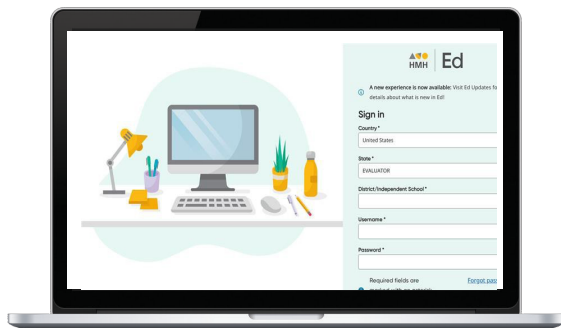 HMH
Ed
A new experience is now available: Visit Ed Updates fo
details about what is new in Ed!
Sign in
Country*
United States
State*
EVALUATOR
District/Independent School*
Username*
Password*
Required fields are
Forgot pass